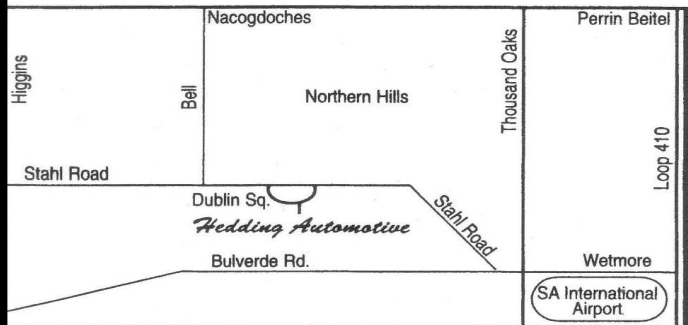 Nacogdoches
Perrin Beitel
Higgins
Bell
Northern Hills
Thousand Oaks
Loop 410
Stahl Road
Dublin Sq.
Hedding Automotive
Stahl Road
Bulverde Rd.
Wetmore
SA International
Airport